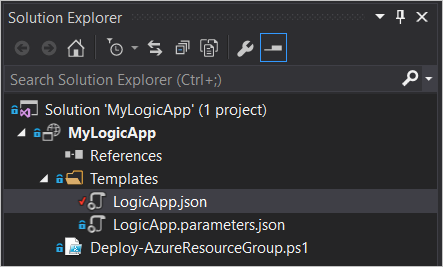 Solution Explorer
Search Solution Explorer (Ctrl+;)
Solution 'MyLogicApp' (1 project)
MyLogicApp
References
Templates
LogicApp.json
LogicApp.parameters.json
Deploy-AzureResourceGroup.ps1